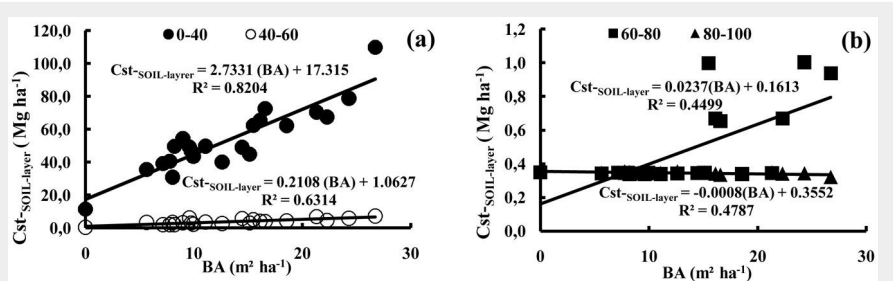 120,0
100,0
80,0
60,0
40,0
20,0
0,0
Cst-SOIL-layer ( Mg ha-1)
0-40
40-60
(a)
Cst-SOIL-layrer = 2.7331 (BA) + 17.315
R² = 0.8204
Cst-SOIL-layer = 0.2108 (BA) + 1.0627
R² = 0.6314
0
10
20
30
BA (m² ha-1)
1,2
1,0
0,8
0,6
0,4
0,2
0,0
Cst-SOIL-layer ( Mg ha-1)
60-80
80-100
(b)
Cst-SOIL-layer = 0.0237(BA) + 0.1613
R² = 0.4499
Cst-SOIL-layer = -0.0008(BA) + 0.3552
R² = 0.4787
0
10
20
30
BA (m² ha-1)